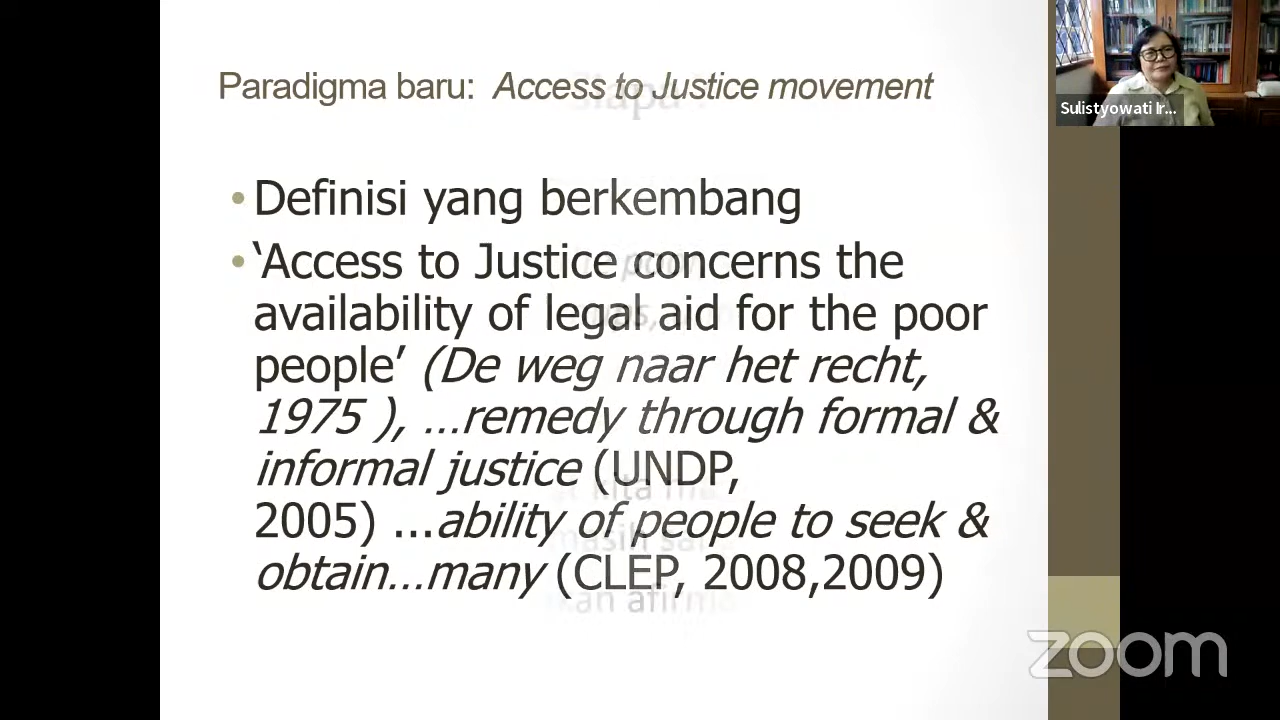 Paradigma baru: Access to Justice movement
•Definisi yang berkembang
•‘Access to Justice concerns the
availability of legal aid for the poor
people’ (De weg naar het recht,
1975 ), …remedy through formal &
informal justice (UNDP,
2005) ...ability of people to seek &
obtain…many (CLEP, 2008,2009)
Sulistyowati Ir...
zoom